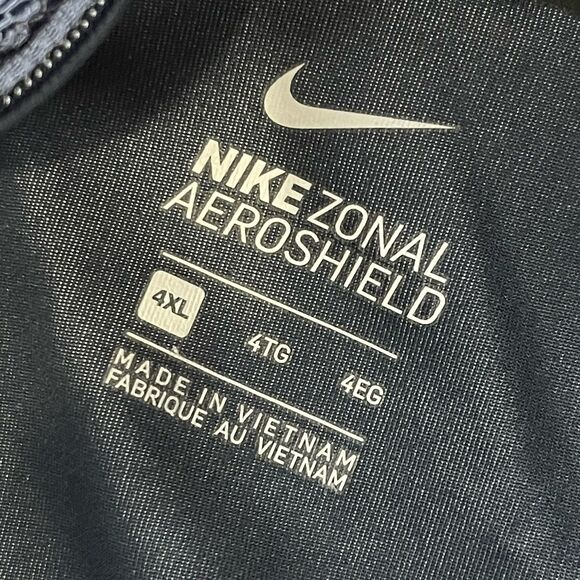 NIKE ZONAL
AEROSHIELD
4XL 4TG 4EG
MADE IN VIETNAM
FABRIQUE AU VIETNAM